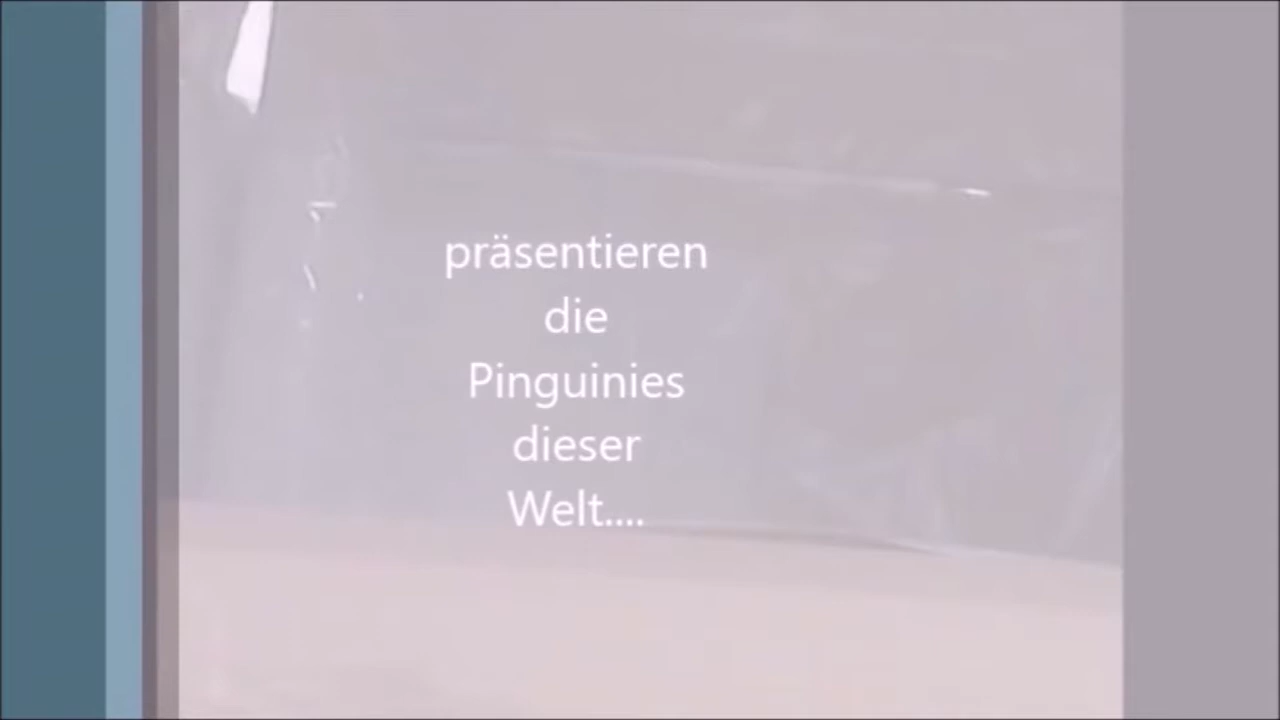 präsentieren
die
Pinguinies
dieser
Welt....